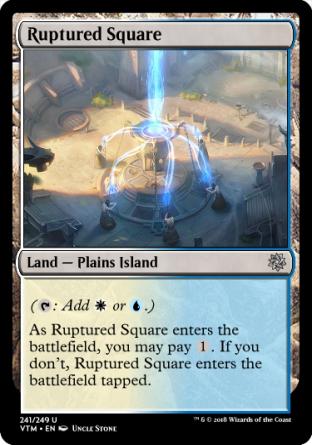 Ruptured Square
Land — Plains Island
(T: Add W or U.)
As Ruptured Square enters the
battlefield, you may pay 1. If you
don't, Ruptured Square enters the
battlefield tapped.
241/249 U
VTM • EN Uncle Stone
™ & © 2018 Wizards of the Coast